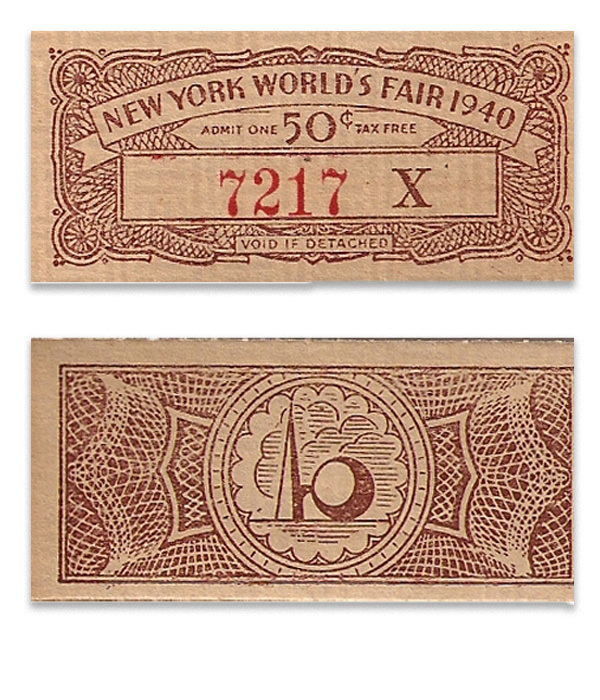 NEW YORK WORLD'S FAIR 1940
ADMIT ONE 50¢ TAX FREE
7217 X
VOID IF DETACHED